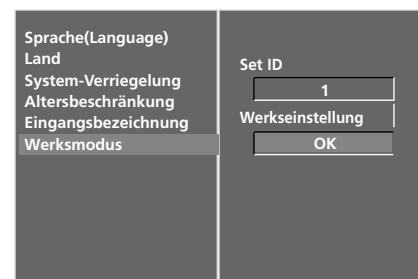 Sprache(Language)
Land
System-Verriegelung
Altersbeschränkung
Eingangsbezeichnung
Werksmodus
Set ID
1
Werkseinstellung
OK